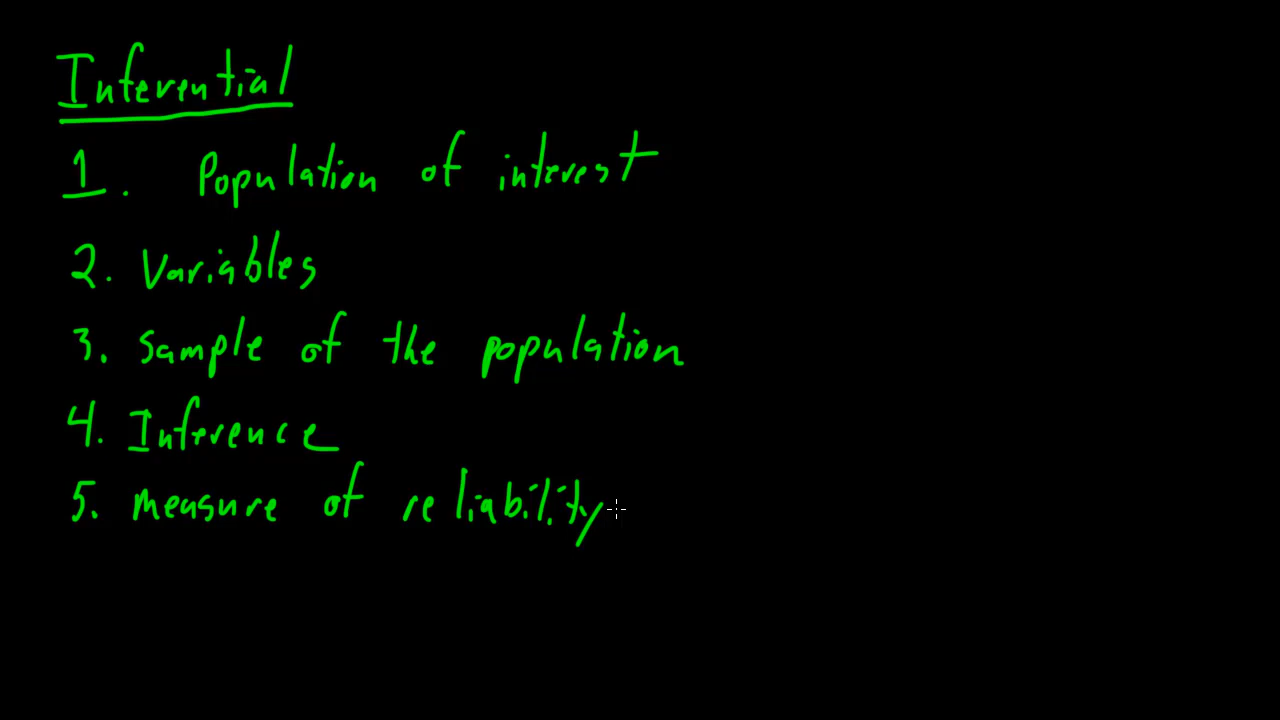 Inferential
1. Population of interest
2. Variables
3. Sample of the population
4. Inference
5. Measure of reliability